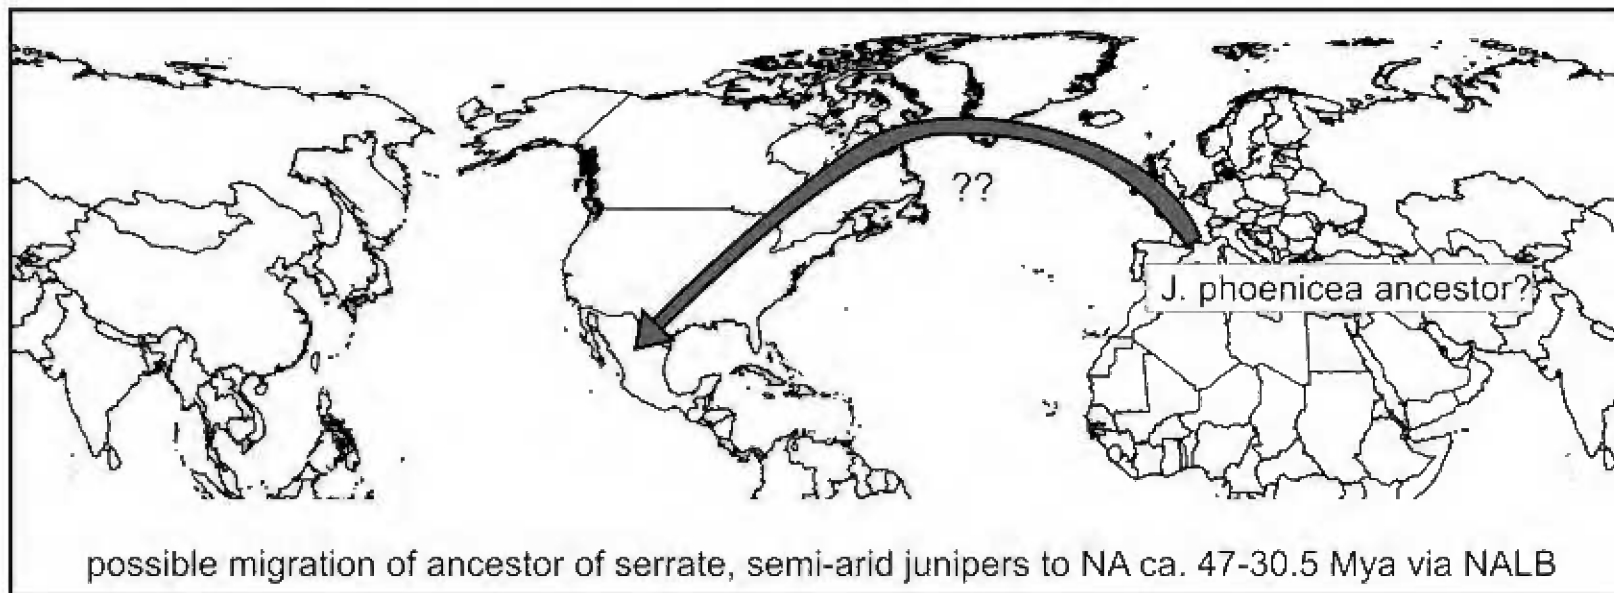 ??
J. phoenicea ancestor?
possible migration of ancestor of serrate, semi-arid junipers to NA ca. 47-30.5 Mya via NALB